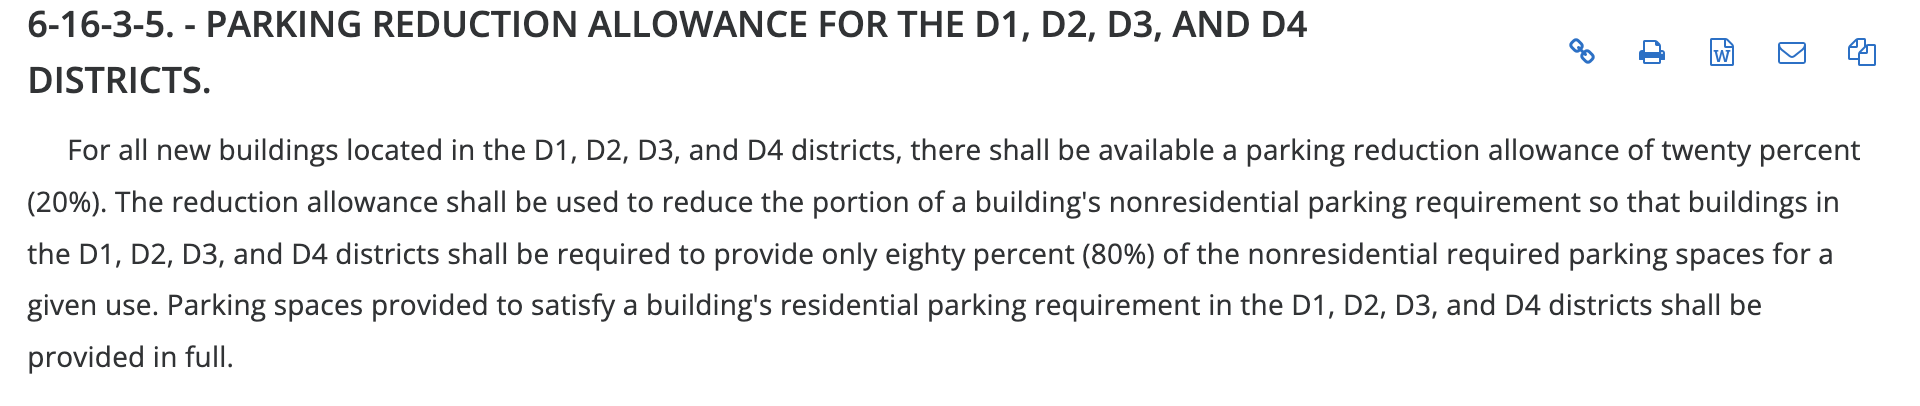 6-16-3-5. - PARKING REDUCTION ALLOWANCE FOR THE D1, D2, D3, AND D4
DISTRICTS.
For all new buildings located in the D1, D2, D3, and D4 districts, there shall be available a parking reduction allowance of twenty percent
(20%). The reduction allowance shall be used to reduce the portion of a building's nonresidential parking requirement so that buildings in
the D1, D2, D3, and D4 districts shall be required to provide only eighty percent (80%) of the nonresidential required parking spaces for a
given use. Parking spaces provided to satisfy a building's residential parking requirement in the D1, D2, D3, and D4 districts shall be
provided in full.